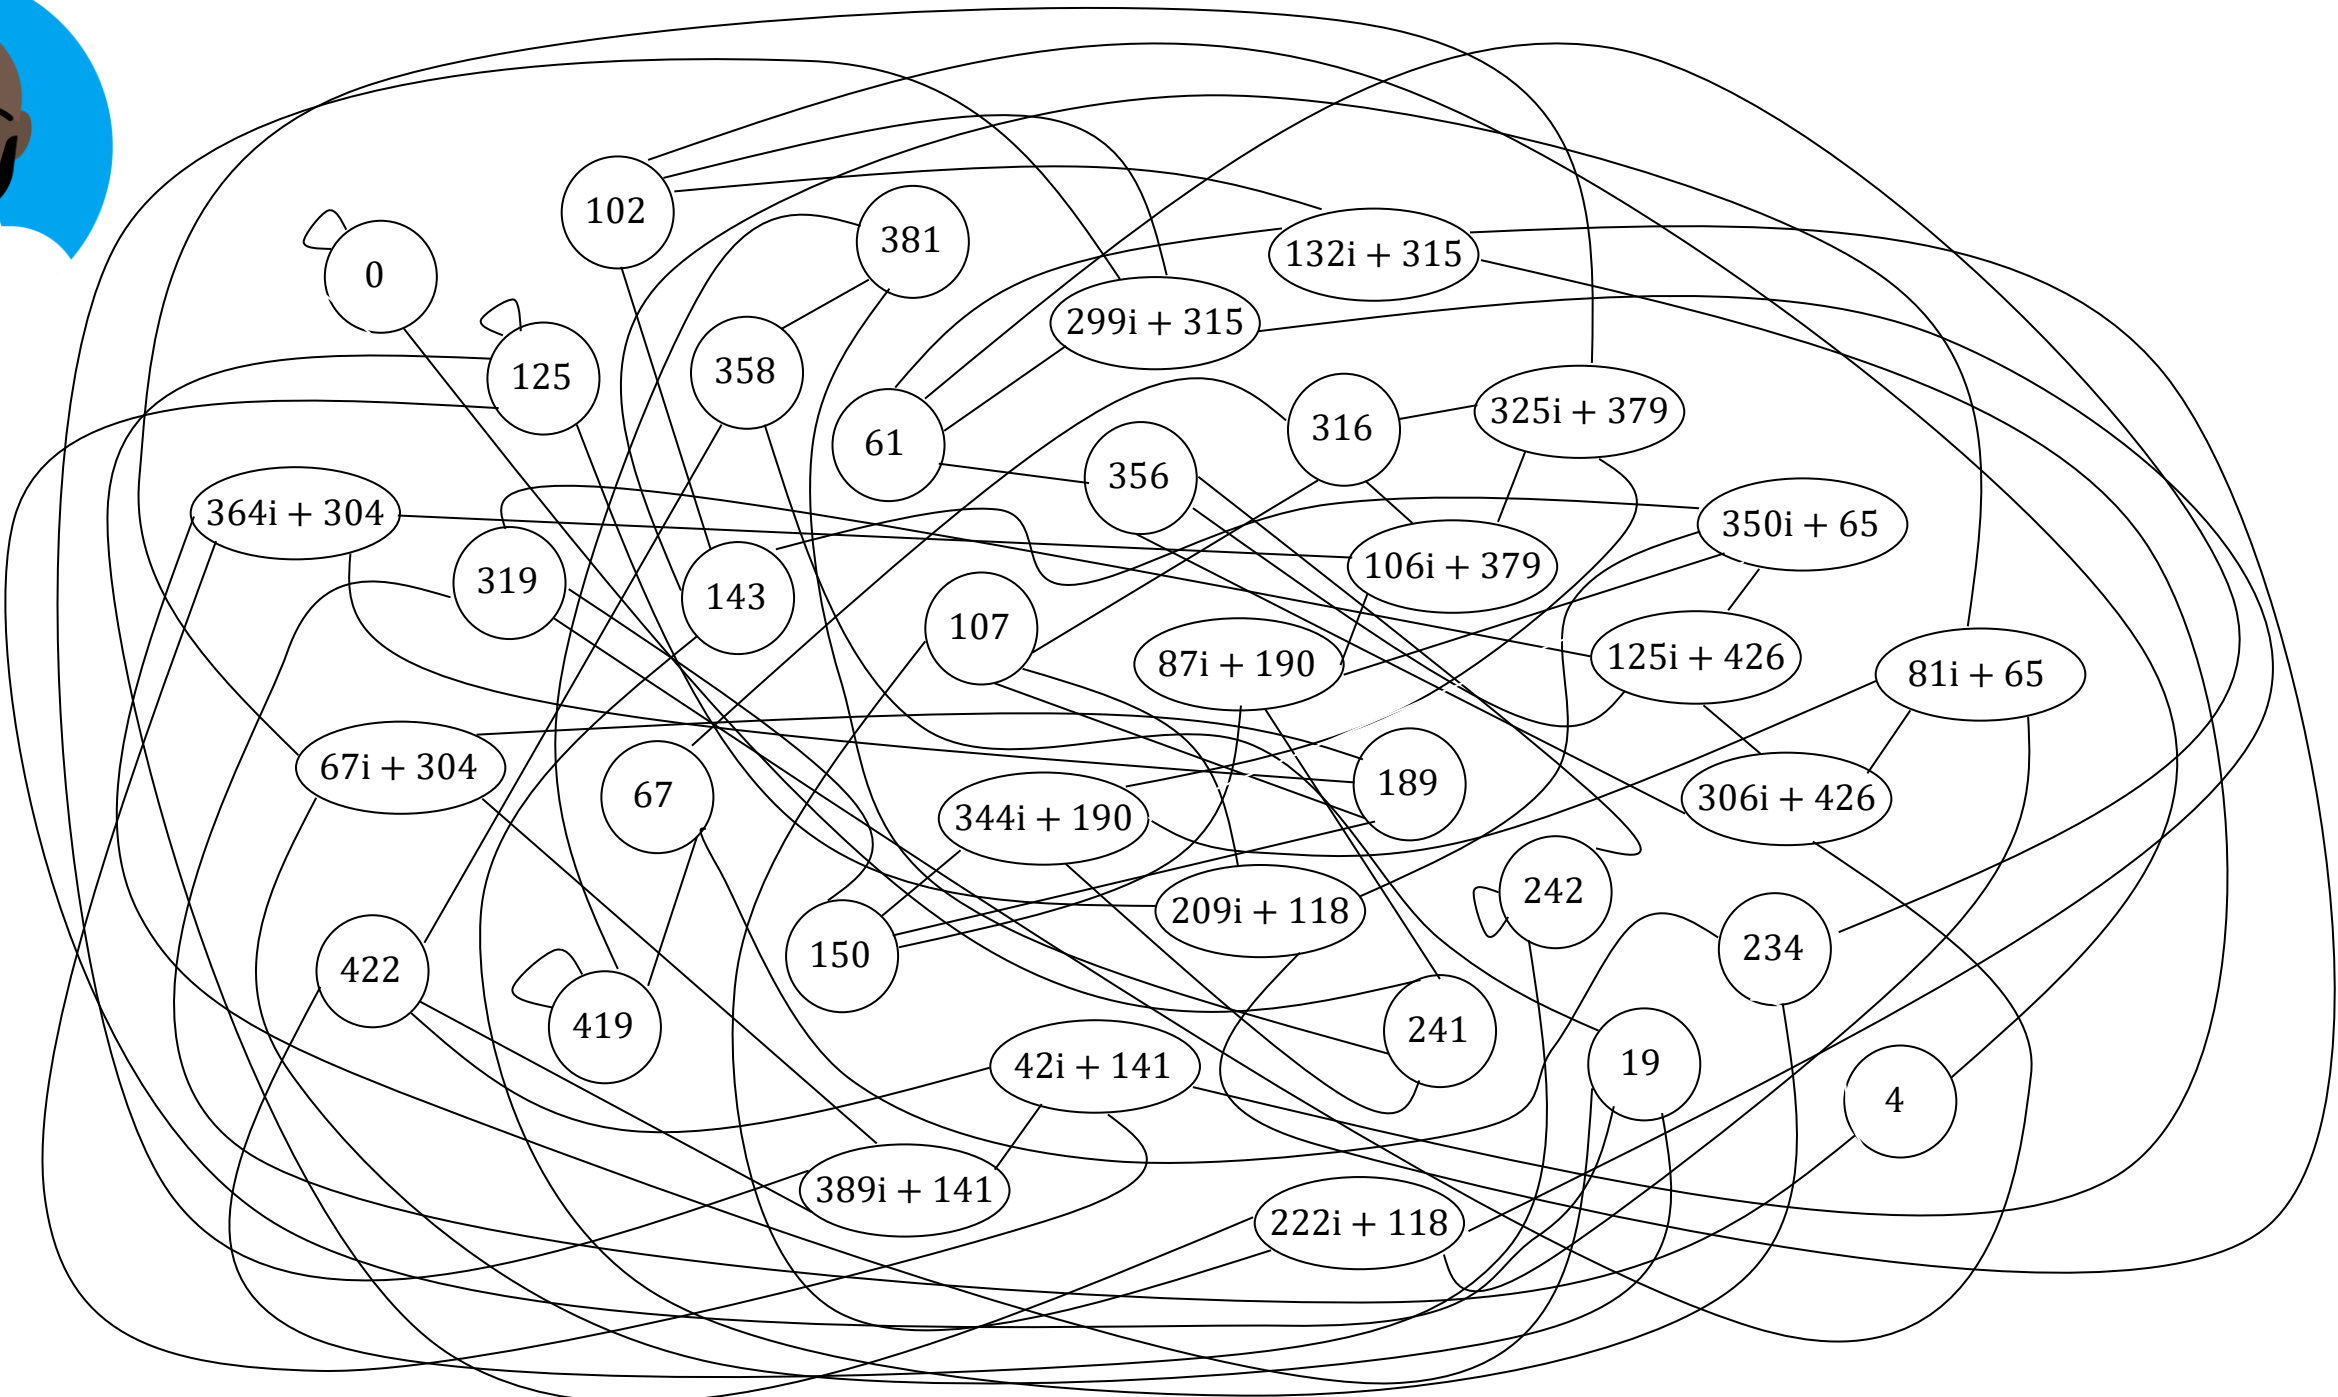 102
381
132i + 315
0
299i + 315
125
358
61
316
325i + 379
356
364i + 304
350i + 65
319
143
106i + 379
107
87i + 190
125i + 426
81i + 65
67i + 304
67
189
344i + 190
306i + 426
242
209i + 118
150
234
422
419
241
42i + 141
19
4
389i + 141
222i + 118